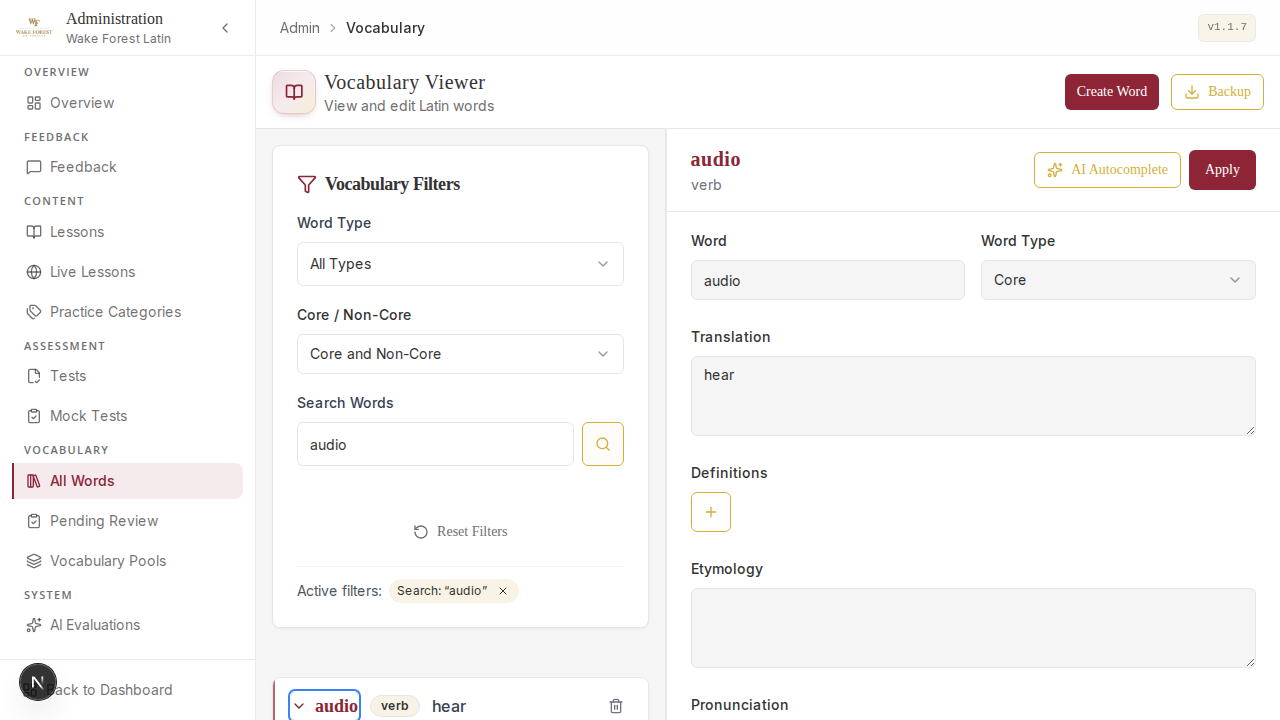 Administration
Wake Forest Latin
OVERVIEW
Overview
FEEDBACK
Feedback
CONTENT
Lessons
Live Lessons
Practice Categories
ASSESSMENT
Tests
Mock Tests
VOCABULARY
All Words
Pending Review
Vocabulary Pools
SYSTEM
AI Evaluations
Back to Dashboard
N
WF
WAKE FOREST
Admin > Vocabulary
v1.1.7
Vocabulary Viewer
View and edit Latin words
Create Word
Backup
Vocabulary Filters
Word Type
All Types
Core / Non-Core
Core and Non-Core
Search Words
audio
Reset Filters
Active filters: Search: “audio” ×
audio verb hear
audio
verb
AI Autocomplete
Apply
Word
audio
Word Type
Core
Translation
hear
Definitions
+
Etymology
Pronunciation